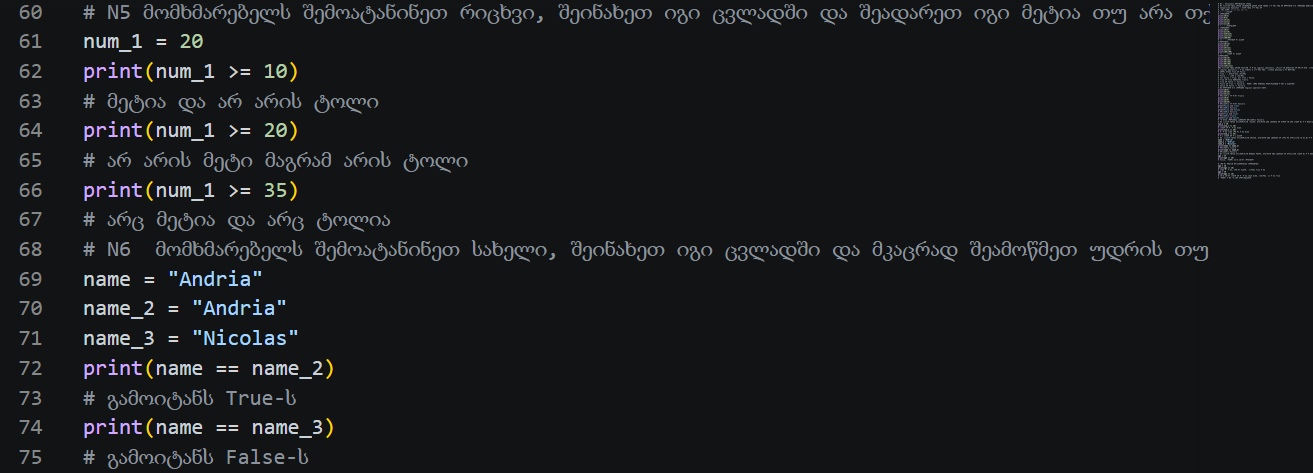 60 # N5 მომხმარებელს შემოატანინეთ რიცხვი, შეინახეთ იგი ცვლადში და შეადარეთ იგი მეტია თუ არა
61 num_1 = 20
62 print(num_1 >= 10)
63 # მეტია და არ არის ტოლი
64 print(num_1 >= 20)
65 # არ არის მეტი მაგრამ არის ტოლი
66 print(num_1 >= 35)
67 # არც მეტია და არც ტოლია
68 # N6  მომხმარებელს შემოატანინეთ სახელი, შეინახეთ იგი ცვლადში და მკაცრად შეამოწმეთ უდრის თუ
69 name = "Andria"
70 name_2 = "Andria"
71 name_3 = "Nicolas"
72 print(name == name_2)
73 # გამოიტანს True-ს
74 print(name == name_3)
75 # გამოიტანს False-ს